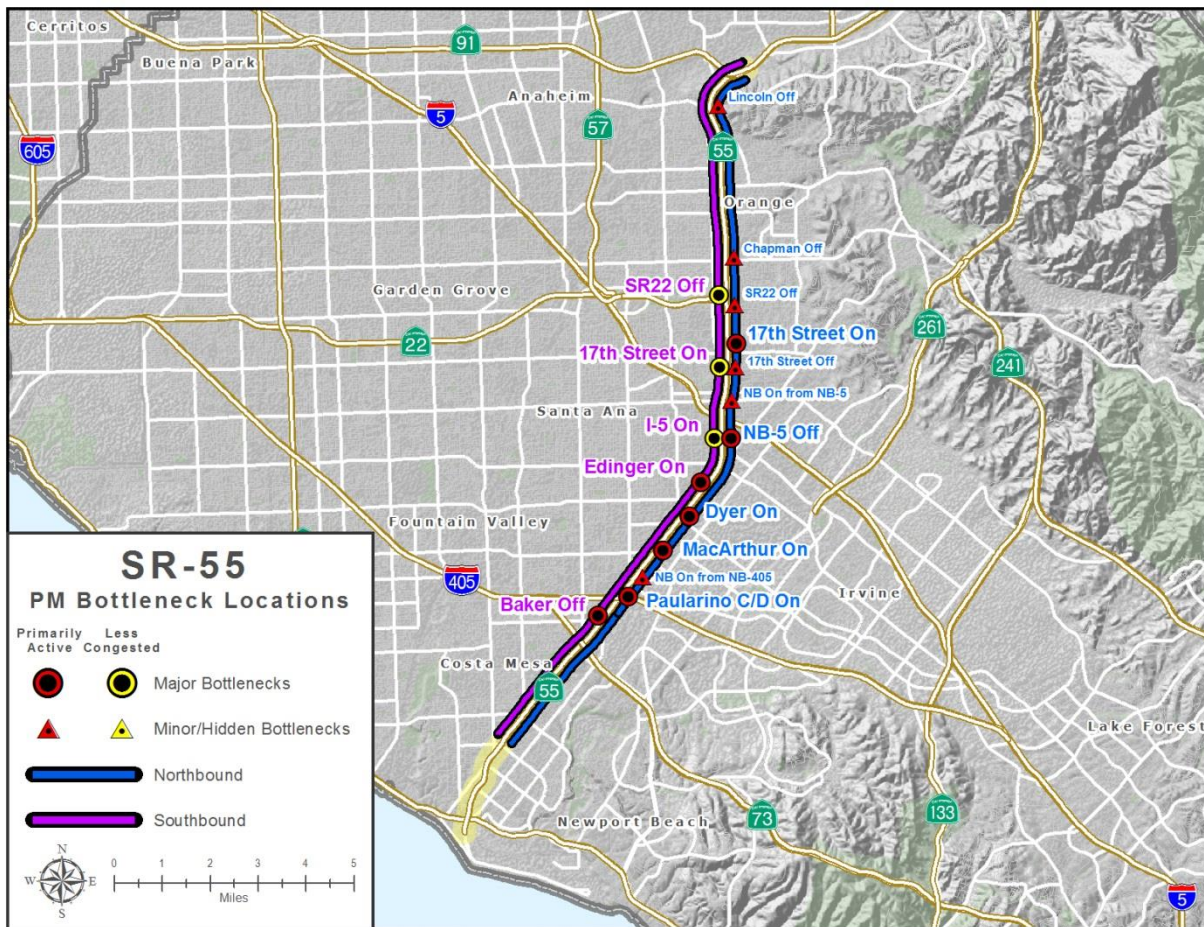 Cerritos
91
Buena Park
Anaheim
5
57
605
Lincoln Off
55
Orange
Chapman Off
SR22 Off
Garden Grove
SR22 Off
261
22
17th Street On
17th Street On
17th Street Off
241
NB On from NB-5
Santa Ana
I-5 On
NB-5 Off
Edinger On
Dyer On
Fountain Valley
MacArthur On
405
NB On from NB-405
Baker Off
Paularino C/D On
Irvine
Costa Mesa
55
Lake Forest
Newport Beach
73
133
5
SR-55
PM Bottleneck Locations
Primarily Active
Less Congested
Major Bottlenecks
Minor/Hidden Bottlenecks
Northbound
Southbound
N
W E
S
0 1 2 3 4 5
Miles